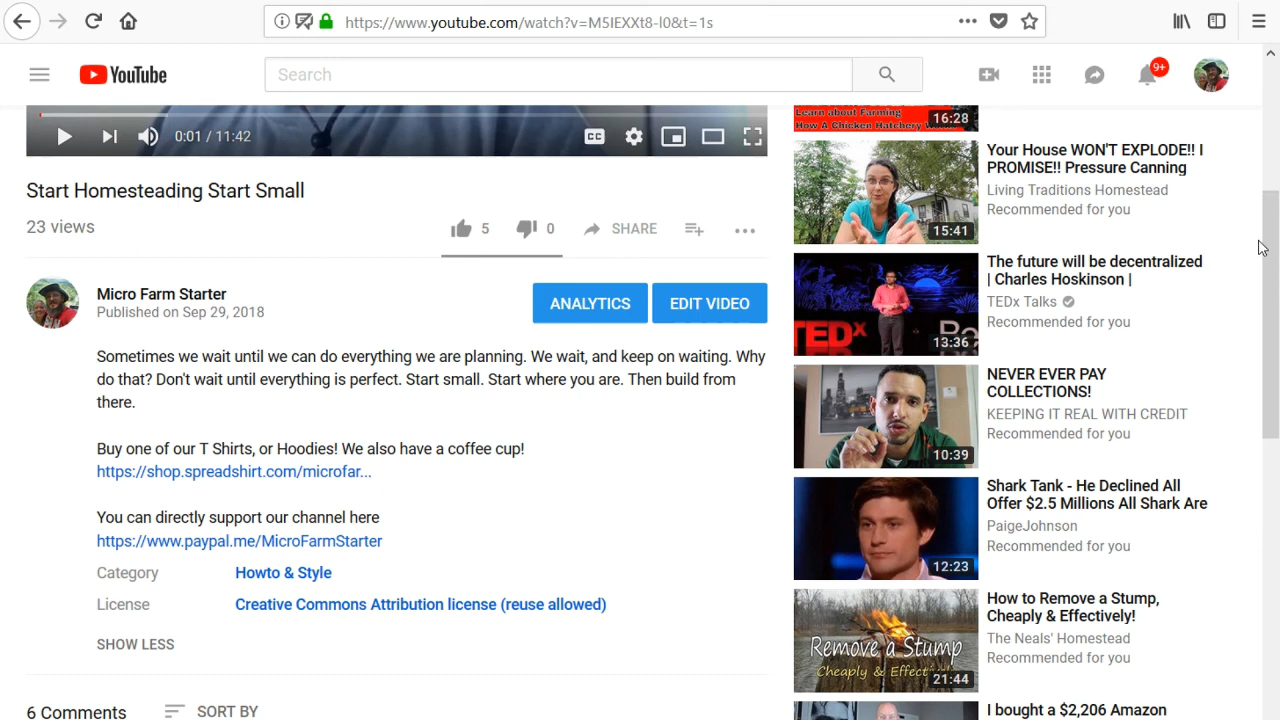 https://www.youtube.com/watch?v=M5IEXXt8-l0&t=1s
YouTube
Search
9+
0:01 / 11:42
CC
Start Homesteading Start Small
23 views
5
0
SHARE
Micro Farm Starter
Published on Sep 29, 2018
ANALYTICS
EDIT VIDEO
Sometimes we wait until we can do everything we are planning. We wait, and keep on waiting. Why
do that? Don't wait until everything is perfect. Start small. Start where you are. Then build from
there.
Buy one of our T Shirts, or Hoodies! We also have a coffee cup!
https://shop.spreadshirt.com/microfar...
You can directly support our channel here
https://www.paypal.me/MicroFarmStarter
Category
Howto & Style
License
Creative Commons Attribution license (reuse allowed)
SHOW LESS
6 Comments
SORT BY
Learn about Farming
How A Chicken Hatchery
16:28
Your House WON'T EXPLODE!! I
PROMISE!! Pressure Canning
Living Traditions Homestead
Recommended for you
15:41
The future will be decentralized
| Charles Hoskinson |
TEDx Talks
Recommended for you
TEDx
13:36
NEVER EVER PAY
COLLECTIONS!
KEEPING IT REAL WITH CREDIT
Recommended for you
10:39
Shark Tank - He Declined All
Offer $2.5 Millions All Shark Are
PaigeJohnson
Recommended for you
12:23
How to Remove a Stump,
Cheaply & Effectively!
The Neals' Homestead
Recommended for you
Remove a Stump
Cheaply &
21:44
I bought a $2,206 Amazon